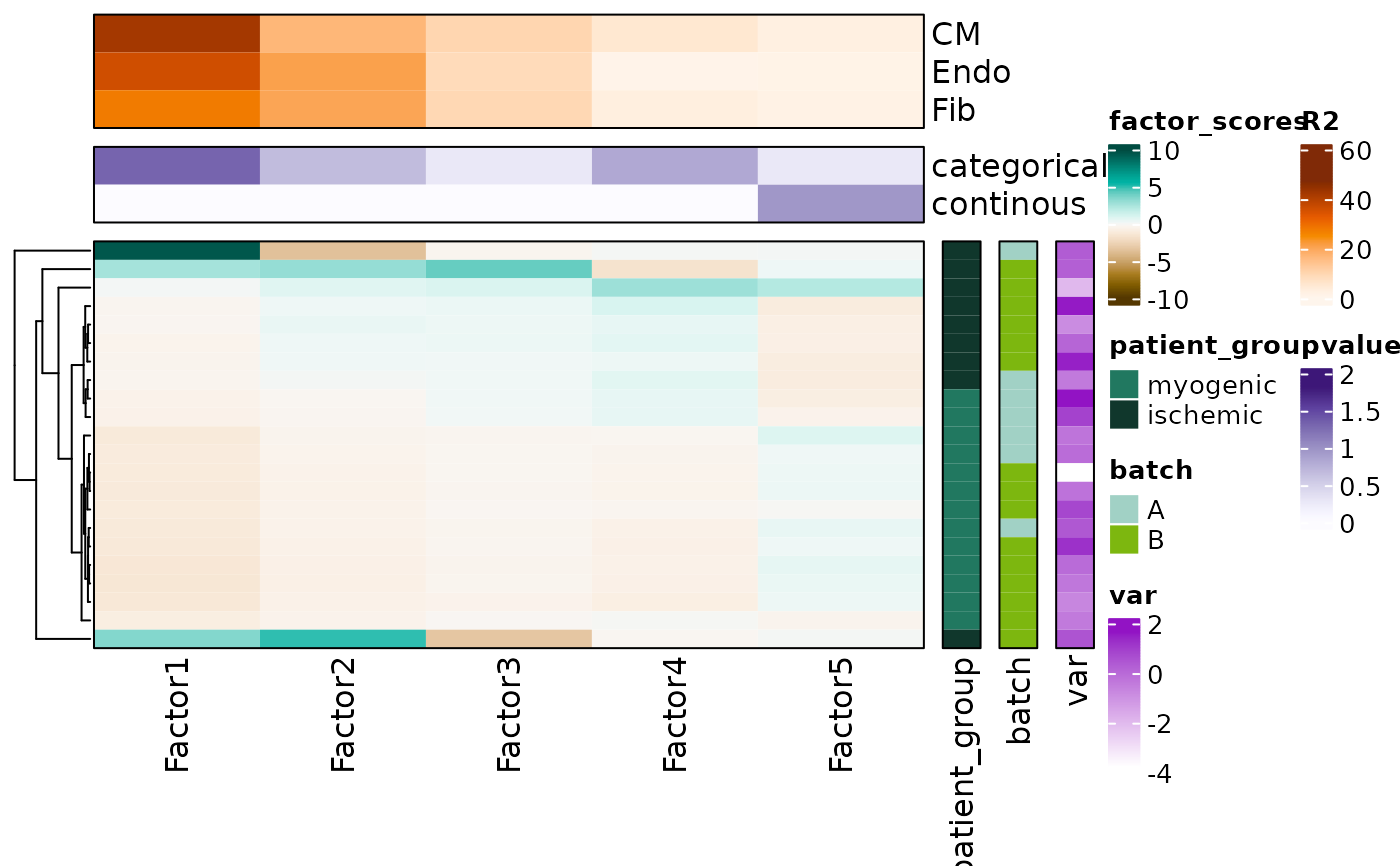 CM
Endo
Fib
categorical
continous
Factor1
Factor2
Factor3
Factor4
Factor5
patient_group
batch
var
factor_scores
10
5
0
-5
-10
R2
60
40
20
0
patient_group
myogenic
ischemic
value
2
1.5
1
0.5
0
batch
A
B
var
2
0
-2
-4